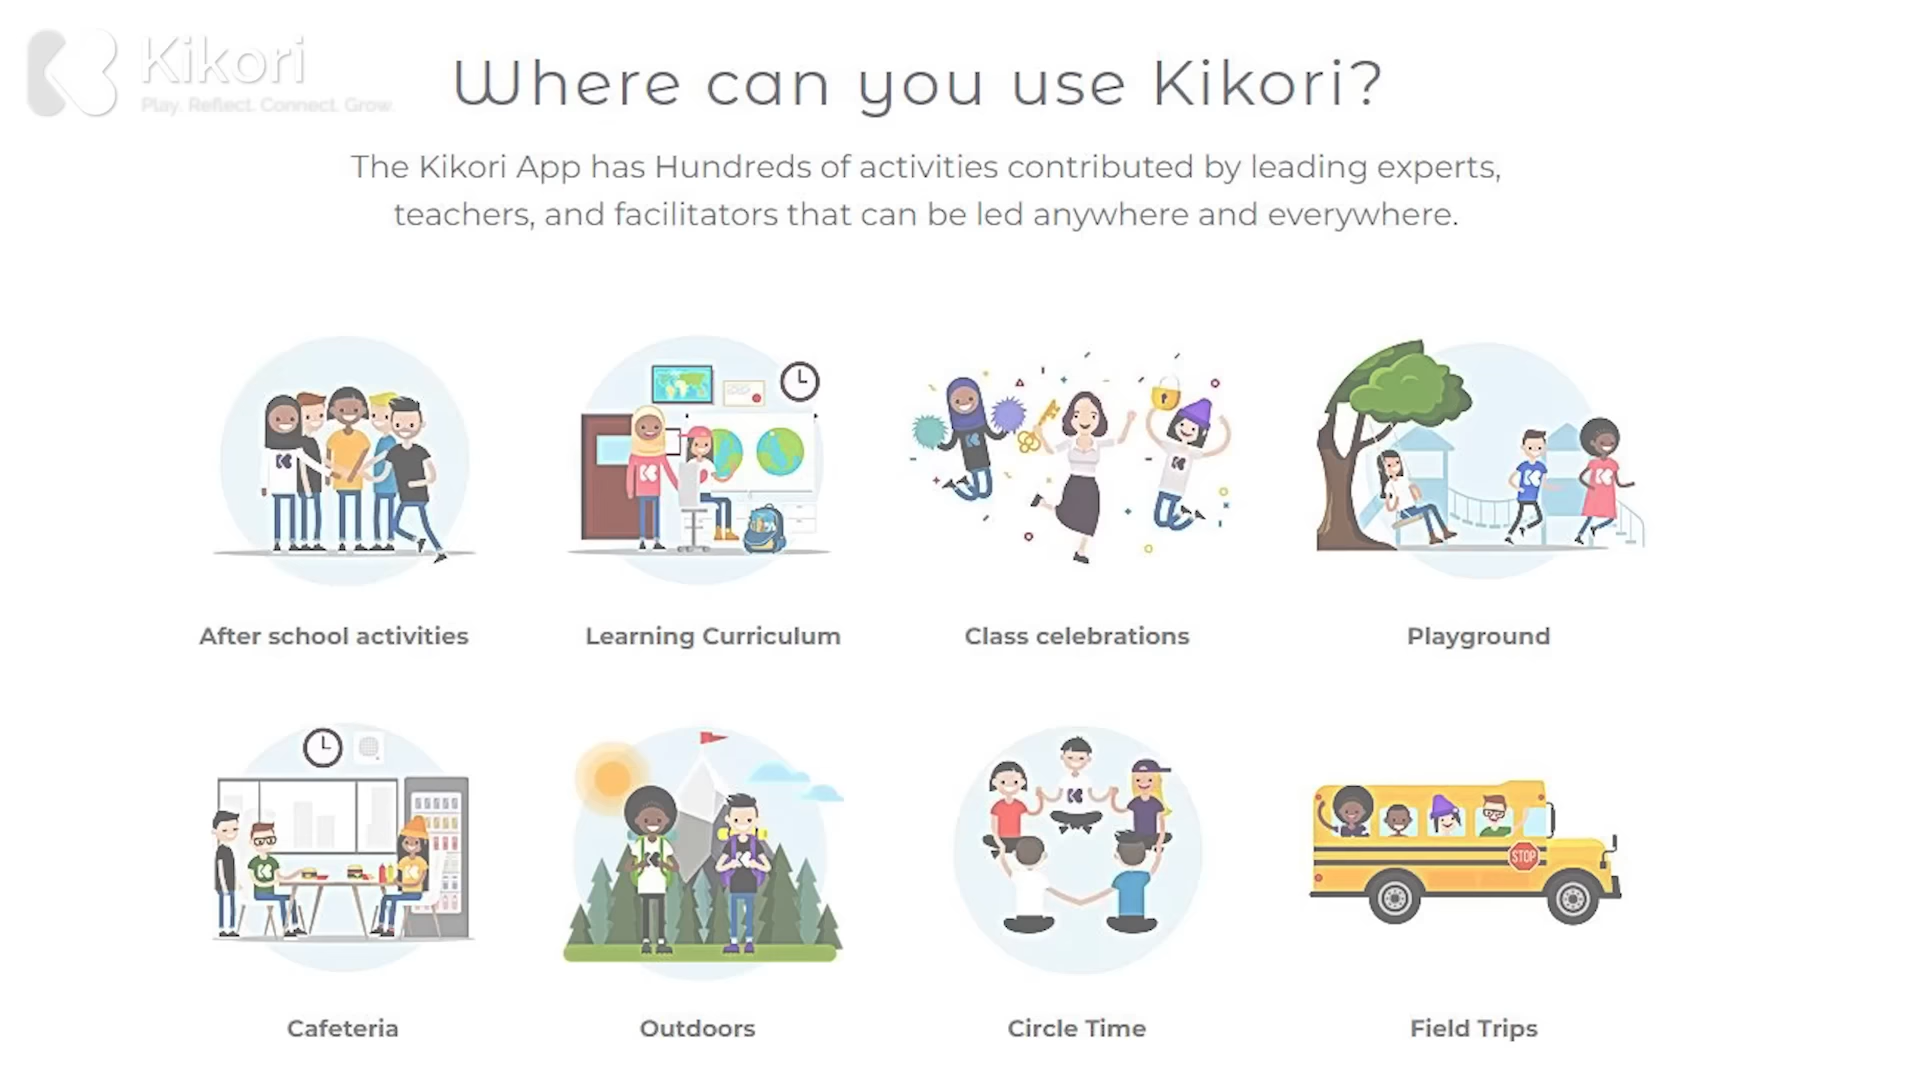 Kikori
Play. Reflect. Connect. Grow.
Where can you use Kikori?
The Kikori App has Hundreds of activities contributed by leading experts,
teachers, and facilitators that can be led anywhere and everywhere.
After school activities
Learning Curriculum
Class celebrations
Playground
STOP
Cafeteria
Outdoors
Circle Time
Field Trips